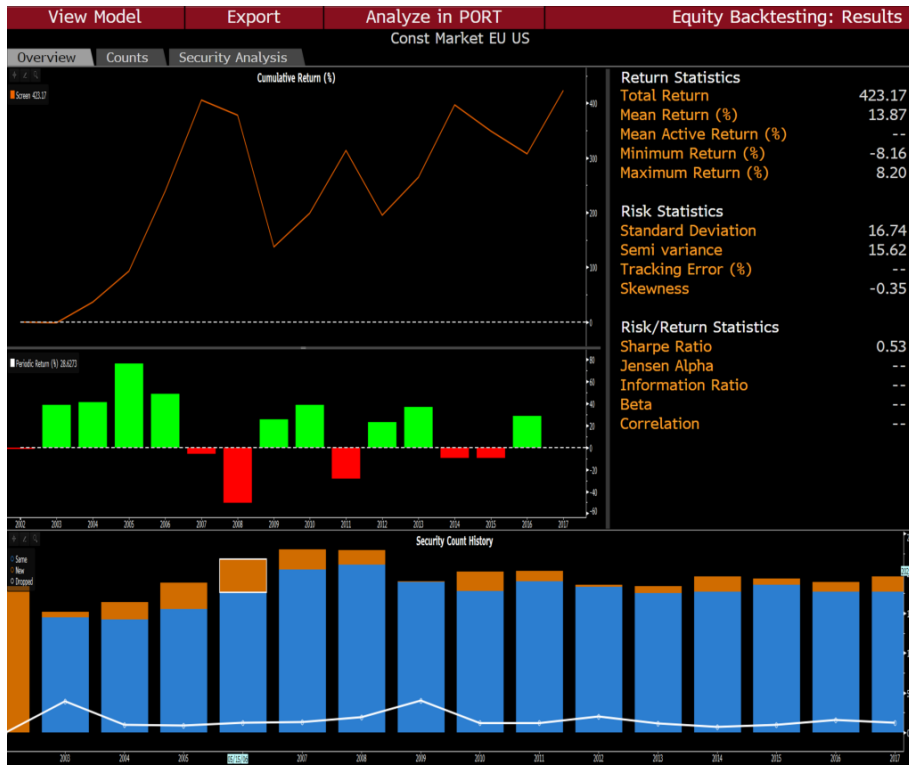 View Model Export Analyze in PORT Equity Backtesting: Results
Const Market EU US
Overview Counts Security Analysis
Cumulative Return (%)
Screen 423.17
400
300
200
100
0
Return Statistics
Total Return 423.17
Mean Return (%) 13.87
Mean Active Return (%) --
Minimum Return (%) -8.16
Maximum Return (%) 8.20
Risk Statistics
Standard Deviation 16.74
Semi variance 15.62
Tracking Error (%) --
Skewness -0.35
Risk/Return Statistics
Sharpe Ratio 0.53
Jensen Alpha --
Information Ratio --
Beta --
Correlation --
Periodic Return (%) 28.6273
80
60
40
20
0
-20
-40
-60
2002 2003 2004 2005 2006 2007 2008 2009 2010 2011 2012 2013 2014 2015 2016 2017
Security Count History
Same
New
Dropped
2003 2004 2005 2007 2008 2009 2010 2011 2012 2013 2014 2015 2016 2017